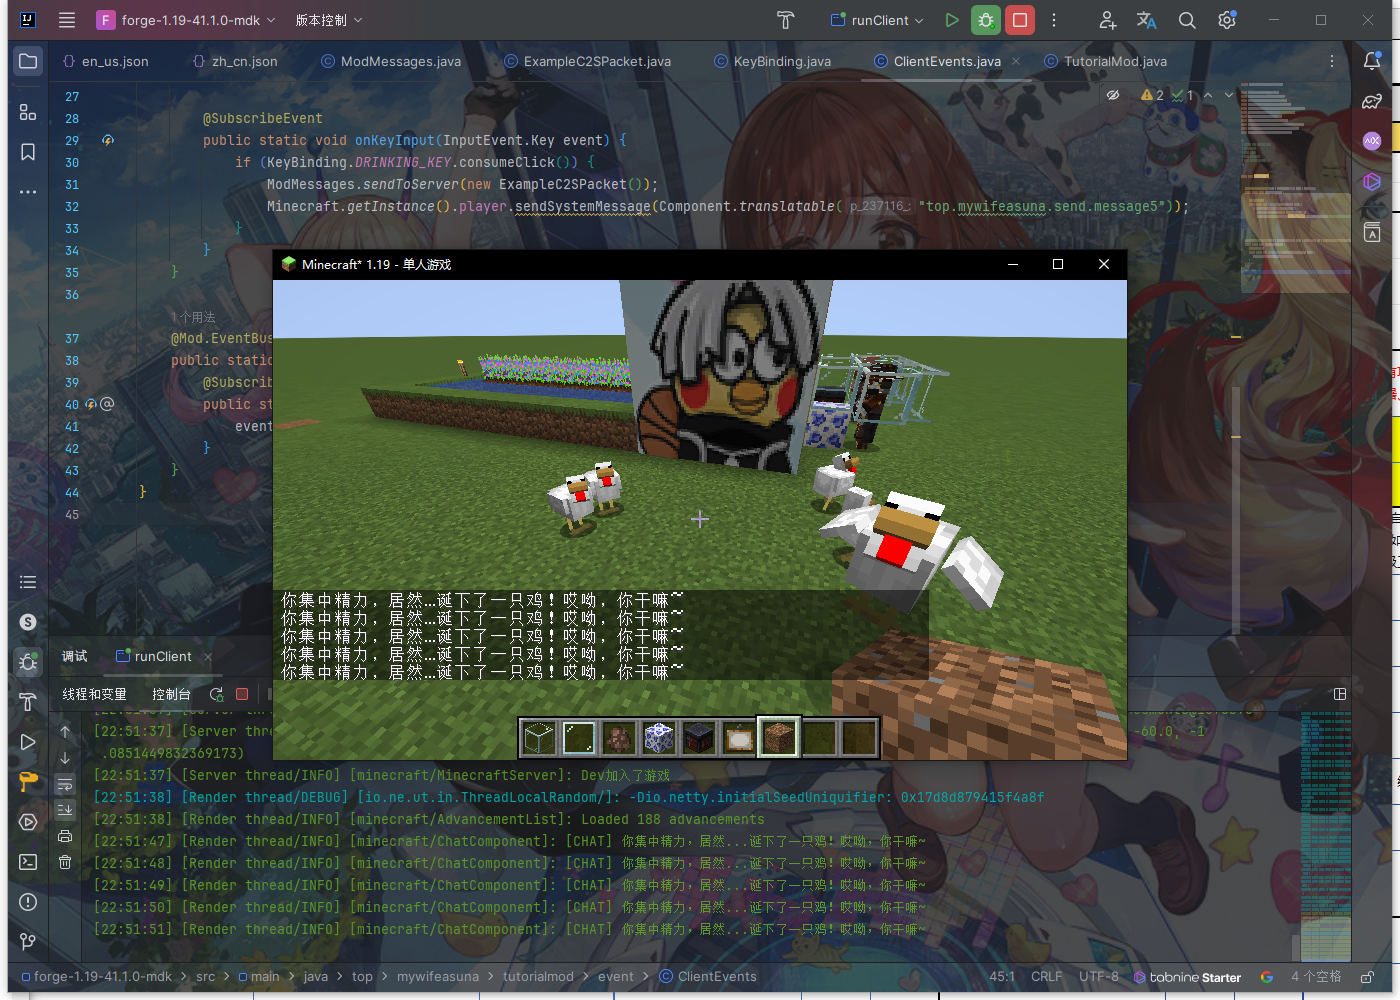 F forge-1.19-41.1.0-mdk 版本控制 runClient
en_us.json zh_cn.json ModMessages.java ExampleC2SPacket.java KeyBinding.java ClientEvents.java TutorialMod.java
27
2 1
28 @SubscribeEvent
29 public static void onKeyInput(InputEvent.Key event) {
30 if (KeyBinding.DRINKING_KEY.consumeClick()) {
31 ModMessages.sendToServer(new ExampleC2SPacket());
32 Minecraft.getInstance().player.sendSystemMessage(Component.translatable( p_237116_: "top.mywifeasuna.send.message5"));
33 }
34 }
35 }
36
1 个用法
37 @Mod.EventBus
38 public static
39 @Subscrib
40 public st
41 event
42 }
43 }
44 }
45
Minecraft* 1.19 - 单人游戏
你集中精力，居然…诞下了一只鸡！哎呦，你干嘛~
你集中精力，居然…诞下了一只鸡！哎呦，你干嘛~
你集中精力，居然…诞下了一只鸡！哎呦，你干嘛~
你集中精力，居然…诞下了一只鸡！哎呦，你干嘛~
你集中精力，居然…诞下了一只鸡！哎呦，你干嘛~
调试 runClient
线程和变量 控制台
[22:51:37] [Server th -60.0, -1
.0851449832369173)
[22:51:37] [Server thread/INFO] [minecraft/MinecraftServer]: Dev加入了游戏
[22:51:38] [Render thread/DEBUG] [io.ne.ut.in.ThreadLocalRandom/]: -Dio.netty.initialSeedUniquifier: 0x17d8d879415f4a8f
[22:51:38] [Render thread/INFO] [minecraft/AdvancementList]: Loaded 188 advancements
[22:51:47] [Render thread/INFO] [minecraft/ChatComponent]: [CHAT] 你集中精力，居然...诞下了一只鸡！哎呦，你干嘛~
[22:51:48] [Render thread/INFO] [minecraft/ChatComponent]: [CHAT] 你集中精力，居然...诞下了一只鸡！哎呦，你干嘛~
[22:51:49] [Render thread/INFO] [minecraft/ChatComponent]: [CHAT] 你集中精力，居然...诞下了一只鸡！哎呦，你干嘛~
[22:51:50] [Render thread/INFO] [minecraft/ChatComponent]: [CHAT] 你集中精力，居然...诞下了一只鸡！哎呦，你干嘛~
[22:51:51] [Render thread/INFO] [minecraft/ChatComponent]: [CHAT] 你集中精力，居然...诞下了一只鸡！哎呦，你干嘛~
forge-1.19-41.1.0-mdk > src > main > java > top > mywifeasuna > tutorialmod > event > ClientEvents 45:1 CRLF UTF-8 tabnine Starter 4 个空格